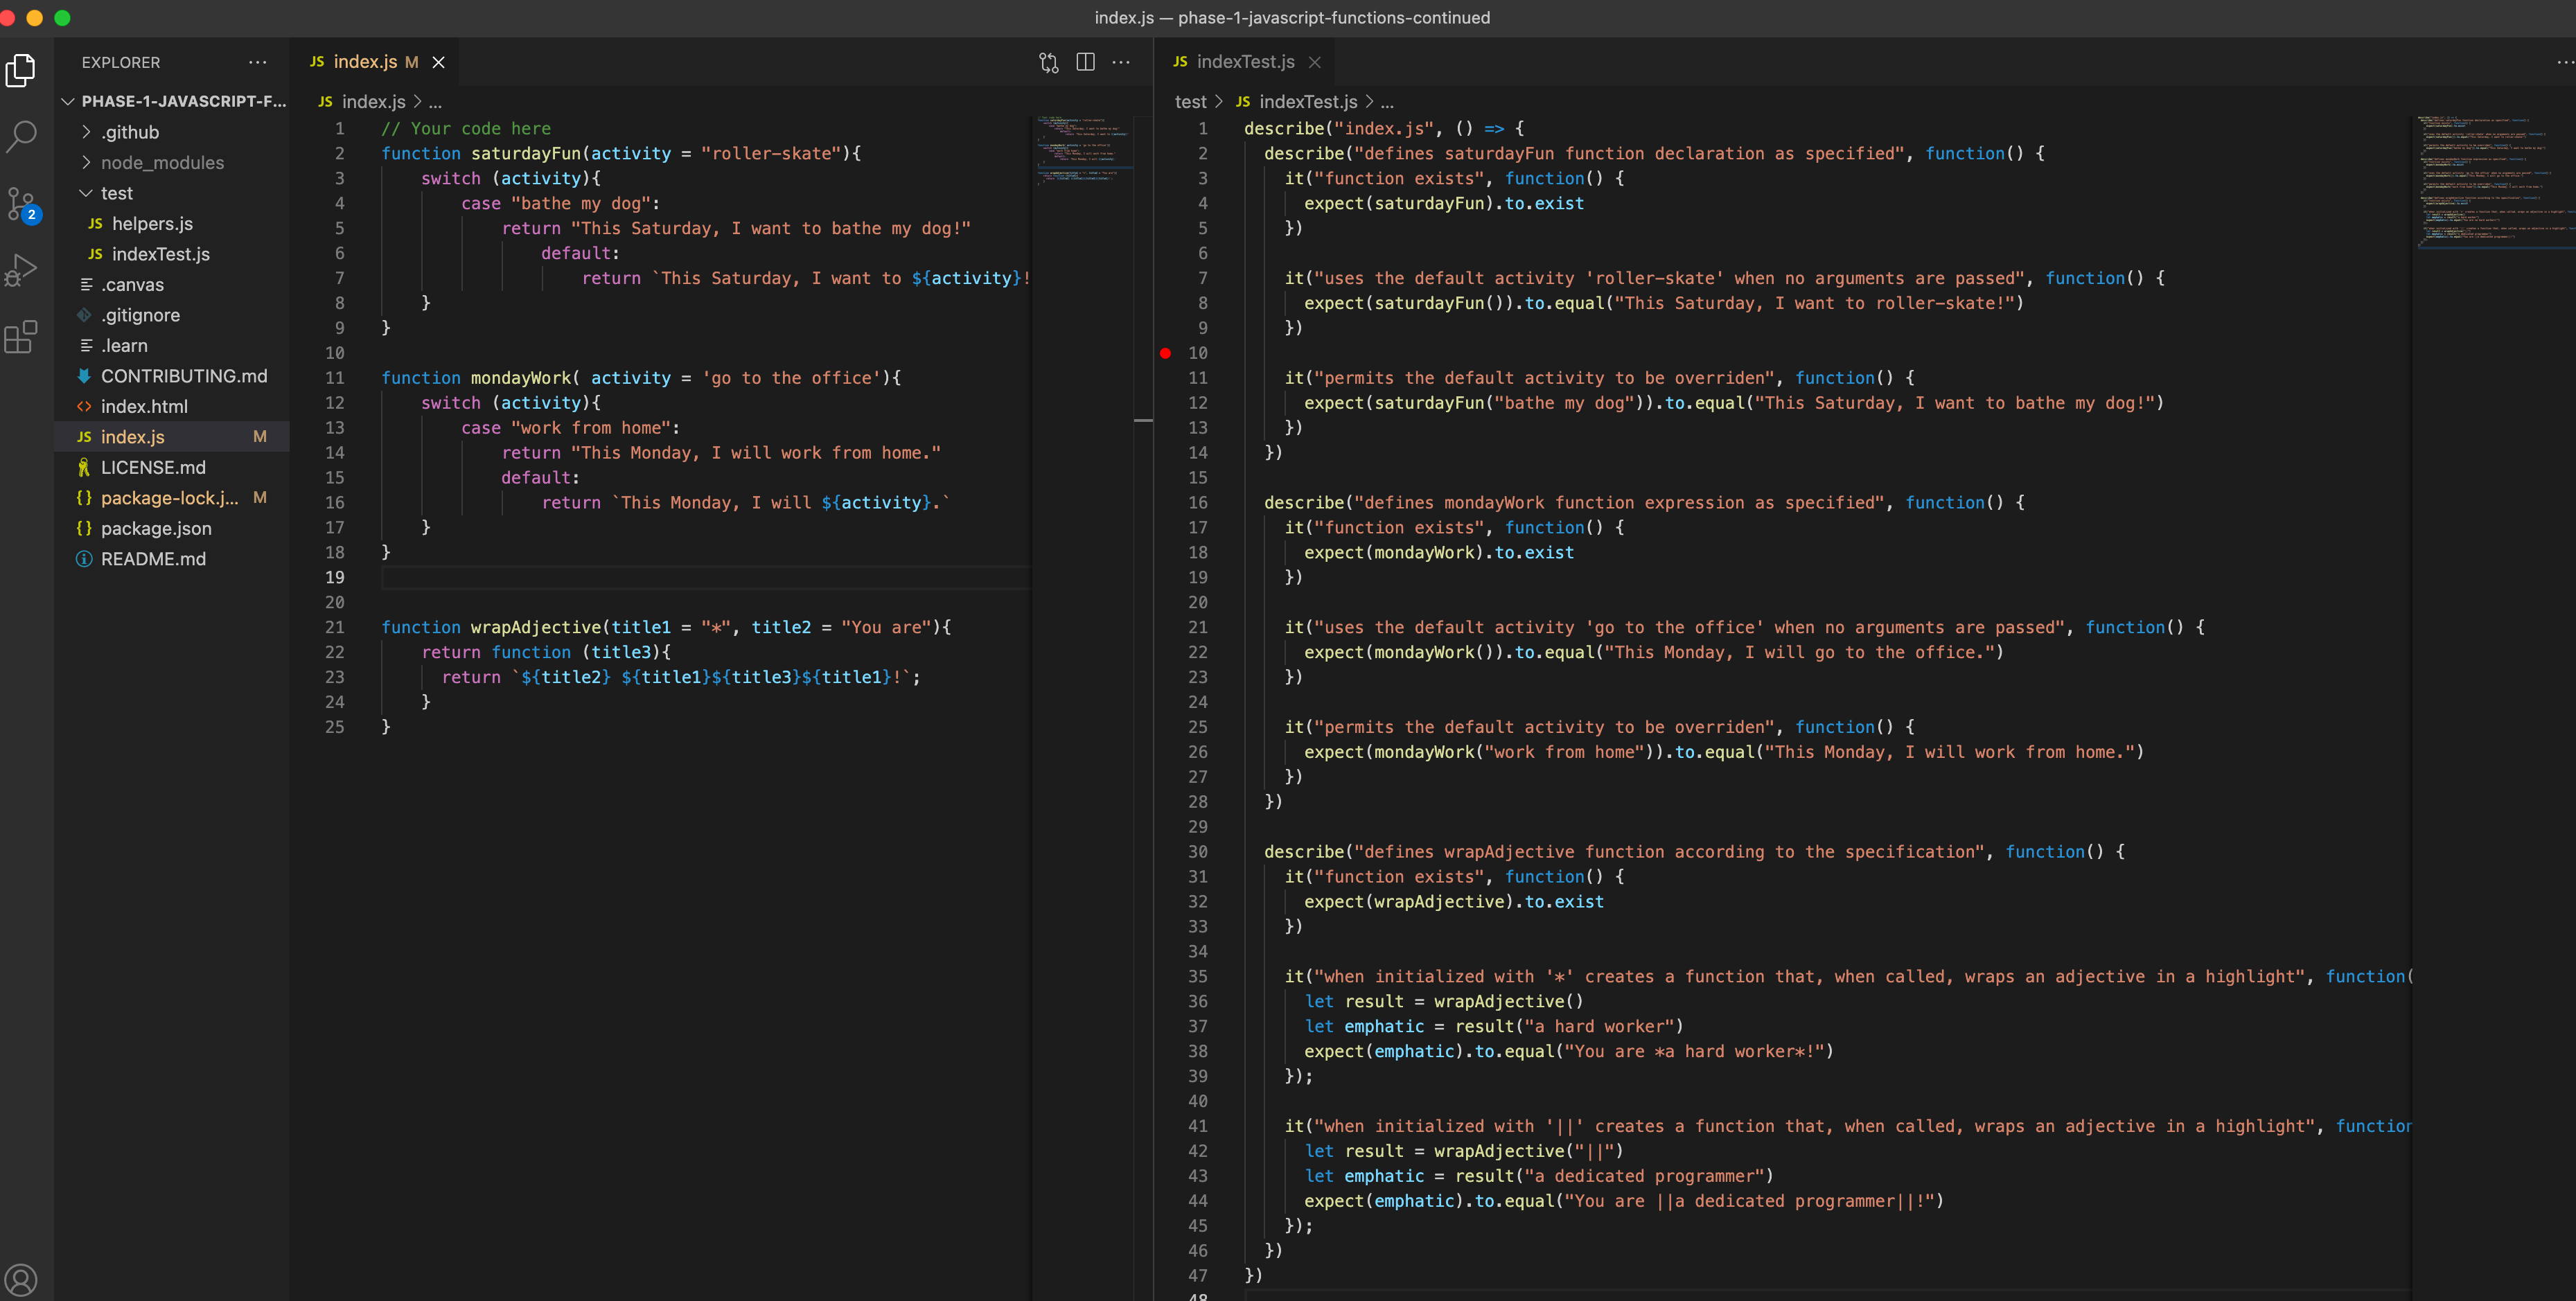 index.js — phase-1-javascript-functions-continued
EXPLORER
PHASE-1-JAVASCRIPT-F...
.github
node_modules
test
JS helpers.js
JS indexTest.js
.canvas
.gitignore
.learn
CONTRIBUTING.md
<> index.html
JS index.js M
LICENSE.md
{} package-lock.j... M
{} package.json
README.md
2
JS index.js M
JS index.js > ...
1 // Your code here
2 function saturdayFun(activity = "roller-skate"){
3 switch (activity){
4 case "bathe my dog":
5 return "This Saturday, I want to bathe my dog!"
6 default:
7 return `This Saturday, I want to ${activity}!
8 }
9 }
10
11 function mondayWork( activity = 'go to the office'){
12 switch (activity){
13 case "work from home":
14 return "This Monday, I will work from home."
15 default:
16 return `This Monday, I will ${activity}.`
17 }
18 }
19
20
21 function wrapAdjective(title1 = "*", title2 = "You are"){
22 return function (title3){
23 return `${title2} ${title1}${title3}${title1}!`;
24 }
25 }
JS indexTest.js
test > JS indexTest.js > ...
1 describe("index.js", () => {
2 describe("defines saturdayFun function declaration as specified", function() {
3 it("function exists", function() {
4 expect(saturdayFun).to.exist
5 })
6
7 it("uses the default activity 'roller-skate' when no arguments are passed", function() {
8 expect(saturdayFun()).to.equal("This Saturday, I want to roller-skate!")
9 })
10
11 it("permits the default activity to be overriden", function() {
12 expect(saturdayFun("bathe my dog")).to.equal("This Saturday, I want to bathe my dog!")
13 })
14 })
15
16 describe("defines mondayWork function expression as specified", function() {
17 it("function exists", function() {
18 expect(mondayWork).to.exist
19 })
20
21 it("uses the default activity 'go to the office' when no arguments are passed", function() {
22 expect(mondayWork()).to.equal("This Monday, I will go to the office.")
23 })
24
25 it("permits the default activity to be overriden", function() {
26 expect(mondayWork("work from home")).to.equal("This Monday, I will work from home.")
27 })
28 })
29
30 describe("defines wrapAdjective function according to the specification", function() {
31 it("function exists", function() {
32 expect(wrapAdjective).to.exist
33 })
34
35 it("when initialized with '*' creates a function that, when called, wraps an adjective in a highlight", function(
36 let result = wrapAdjective()
37 let emphatic = result("a hard worker")
38 expect(emphatic).to.equal("You are *a hard worker*!")
39 });
40
41 it("when initialized with '||' creates a function that, when called, wraps an adjective in a highlight", function
42 let result = wrapAdjective("||")
43 let emphatic = result("a dedicated programmer")
44 expect(emphatic).to.equal("You are ||a dedicated programmer||!")
45 });
46 })
47 })
48